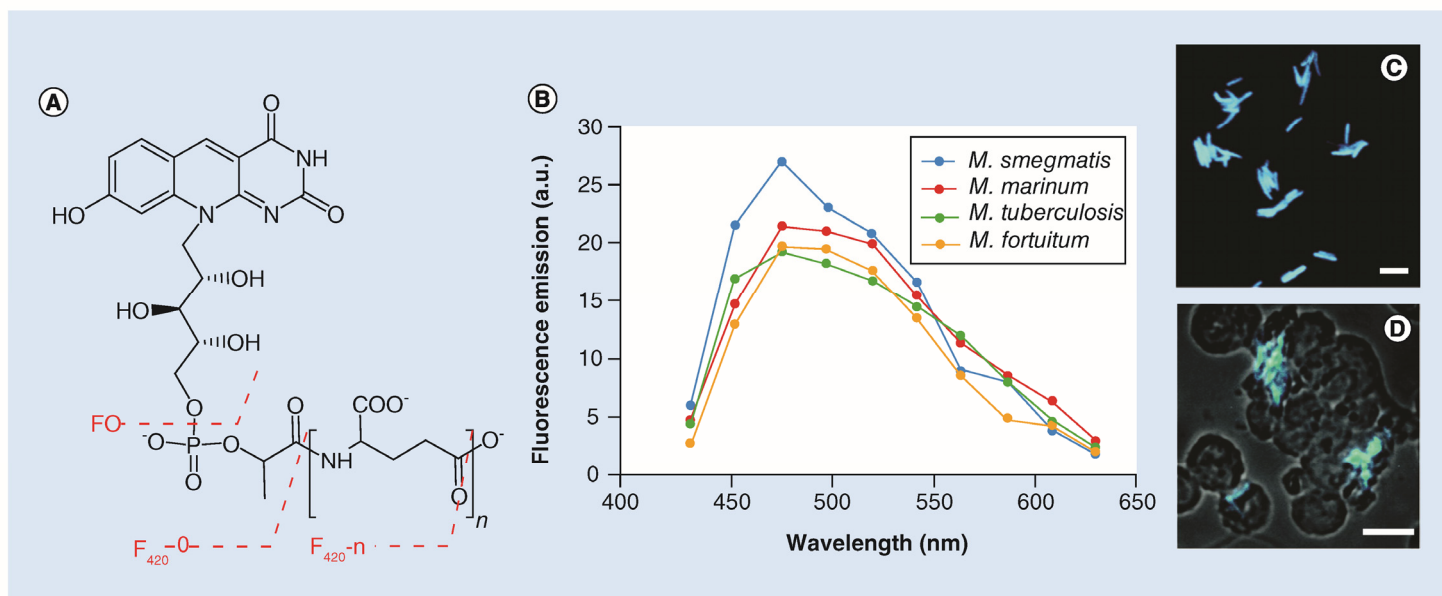 A
O
NH
HO
N
N
O
OH
HO
OH
O
FO
-O
P
O
O
O
NH
COO-
O-
O
n
F420-0
F420-n
B
Fluorescence emission (a.u.)
30
25
20
15
10
5
0
400
450
500
550
600
650
Wavelength (nm)
M. smegmatis
M. marinum
M. tuberculosis
M. fortuitum
C
D